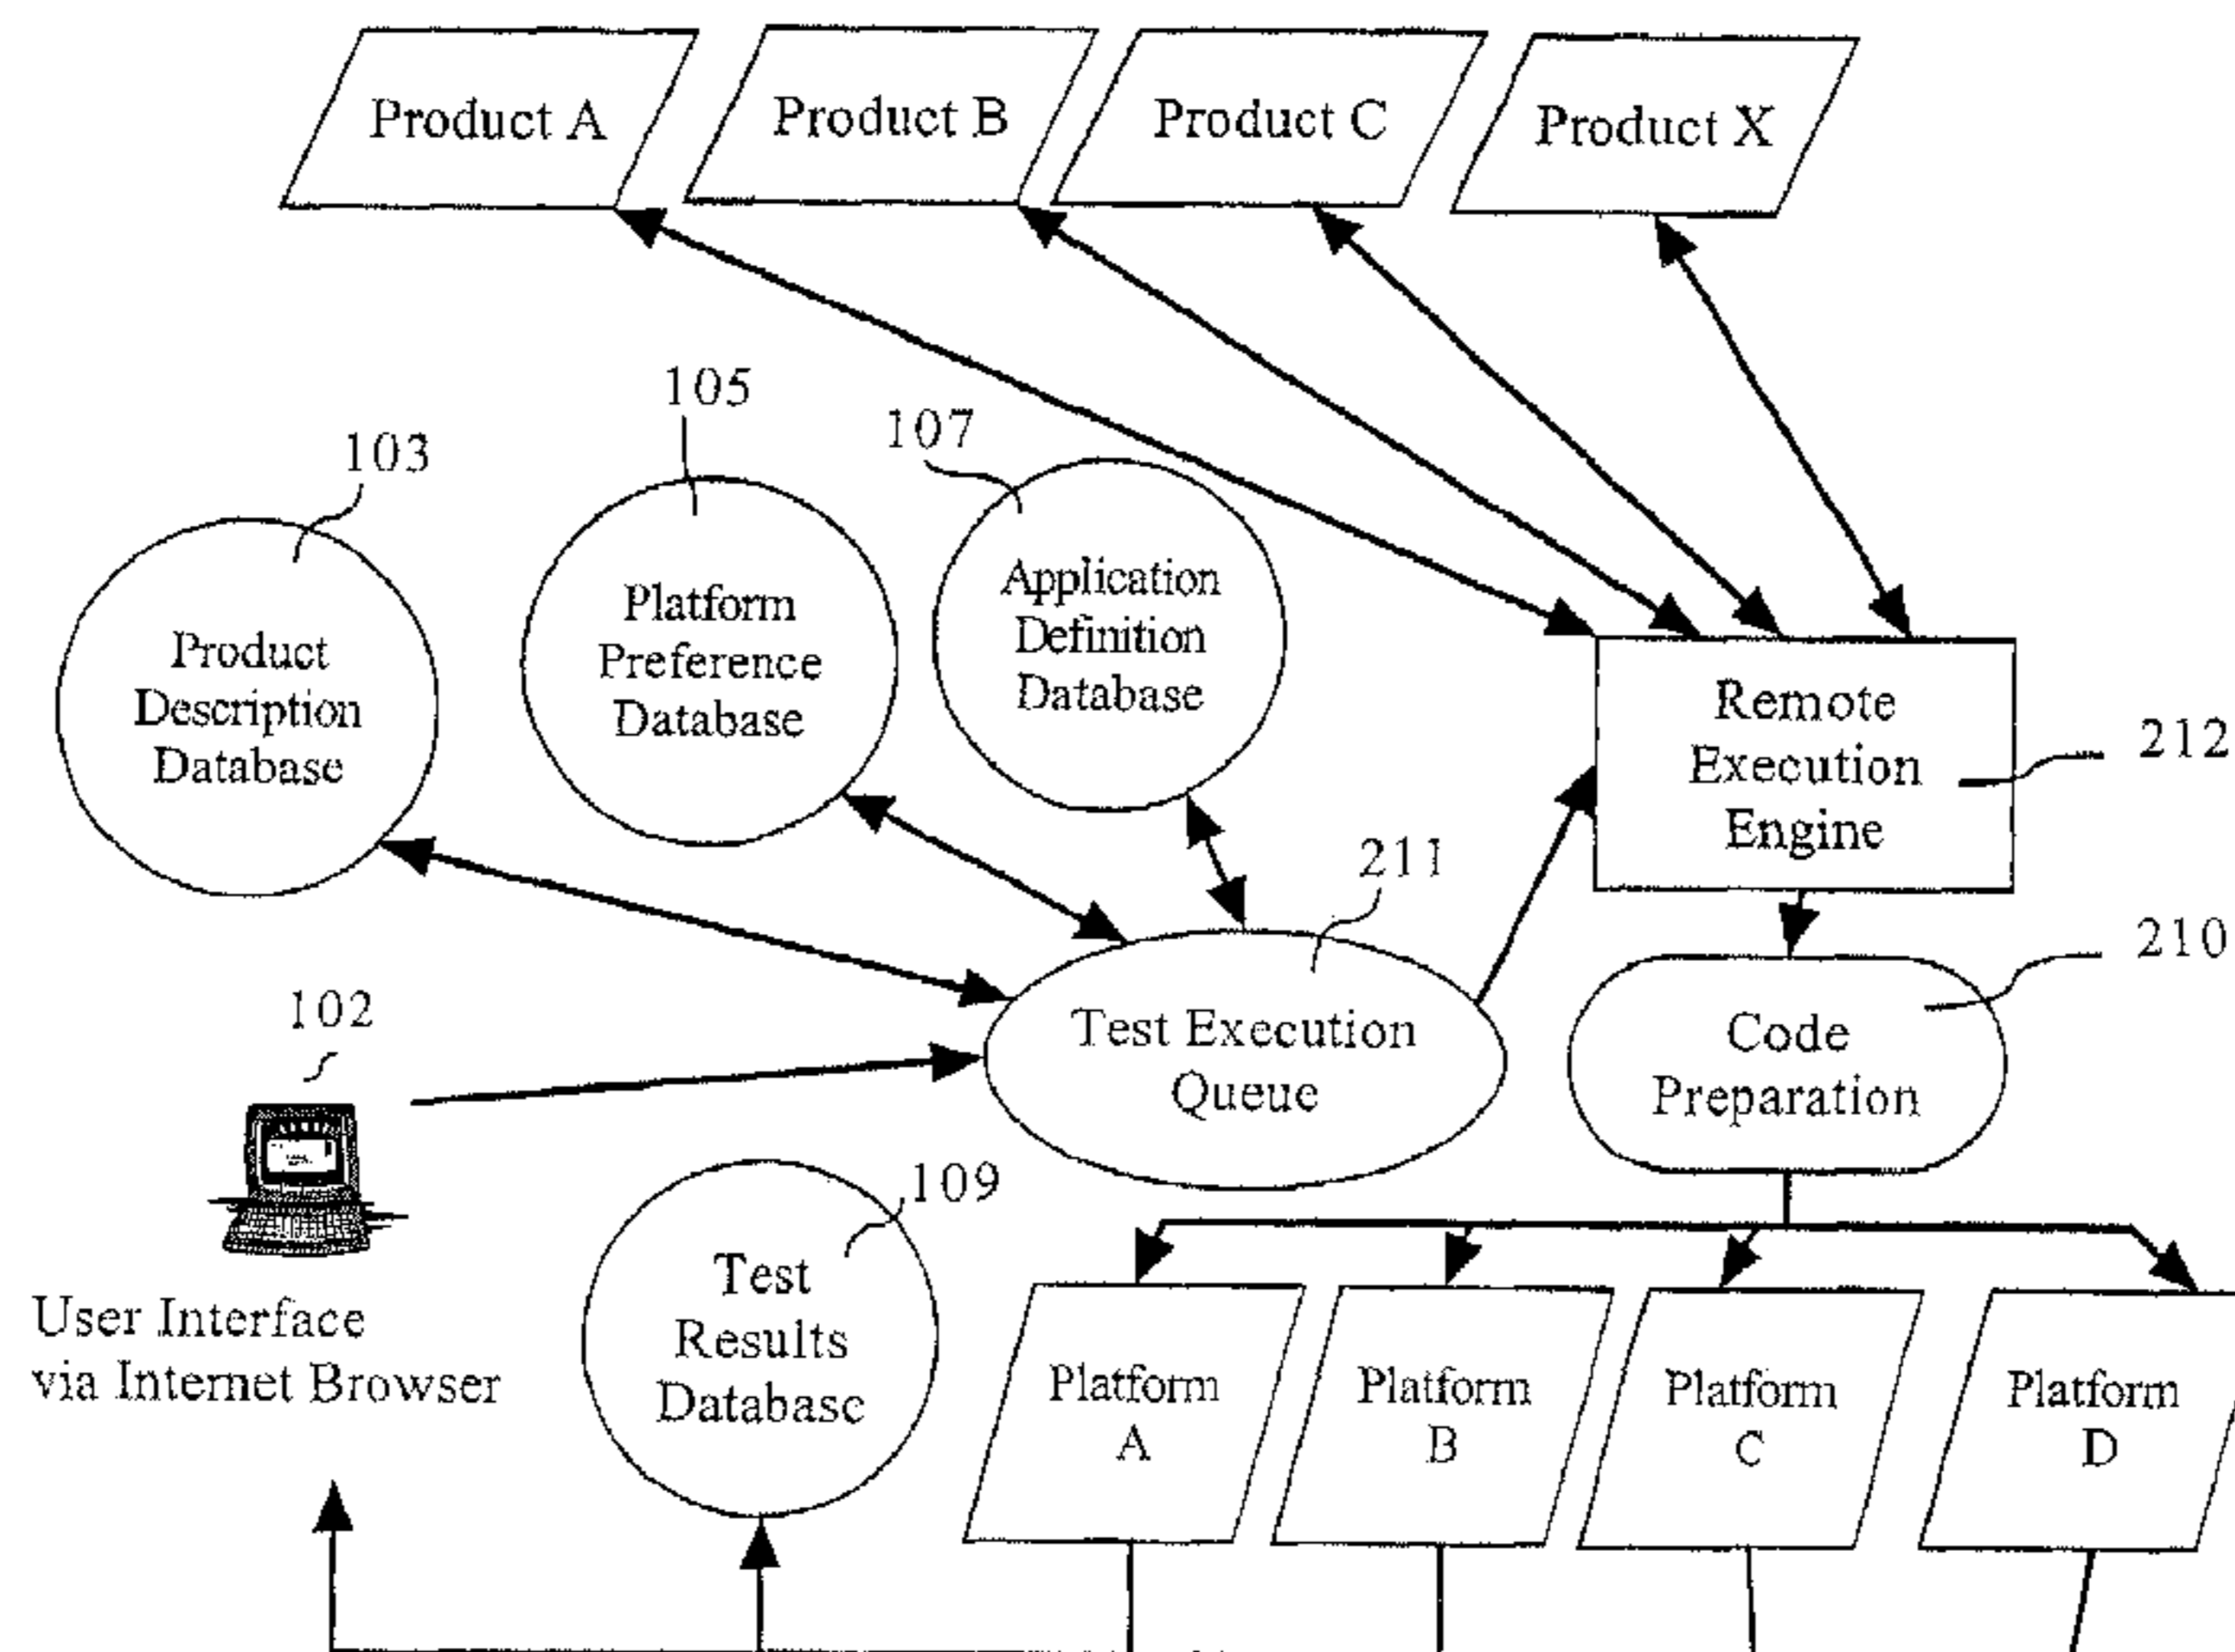 Product A
Product B
Product C
Product X
105
107
103
Application
Definition
Database
Platform
Preference
Database
Product
Description
Database
Remote
Execution
Engine
212
211
210
102
Test Execution
Queue
Code
Preparation
109
Test
Results
Database
User Interface
via Internet Browser
Platform
A
Platform
B
Platform
C
Platform
D